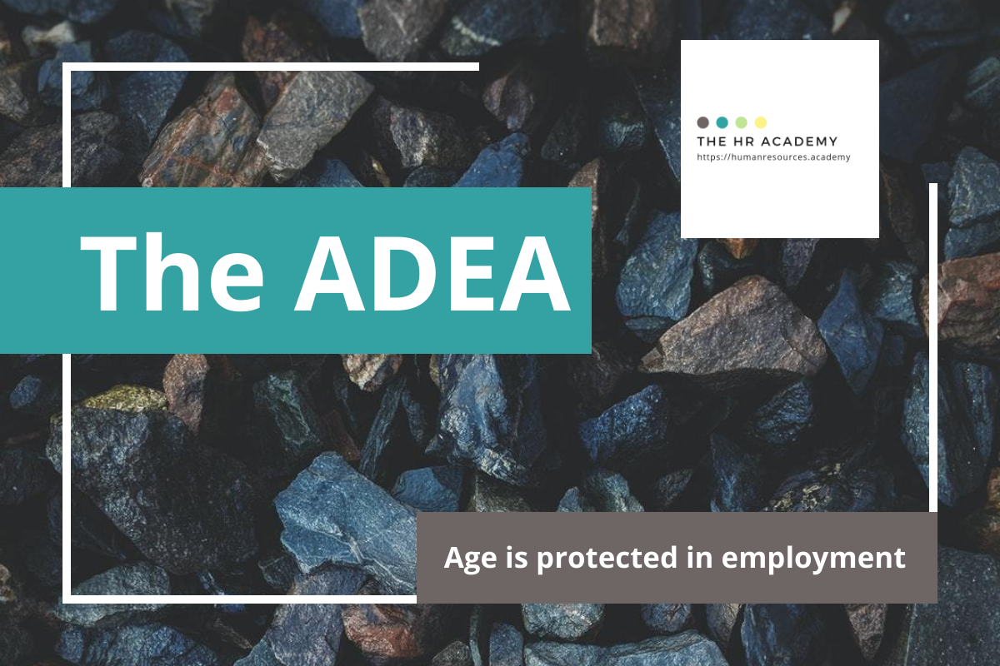 THE HR ACADEMY
https://humanresources.academy
The ADEA
Age is protected in employment